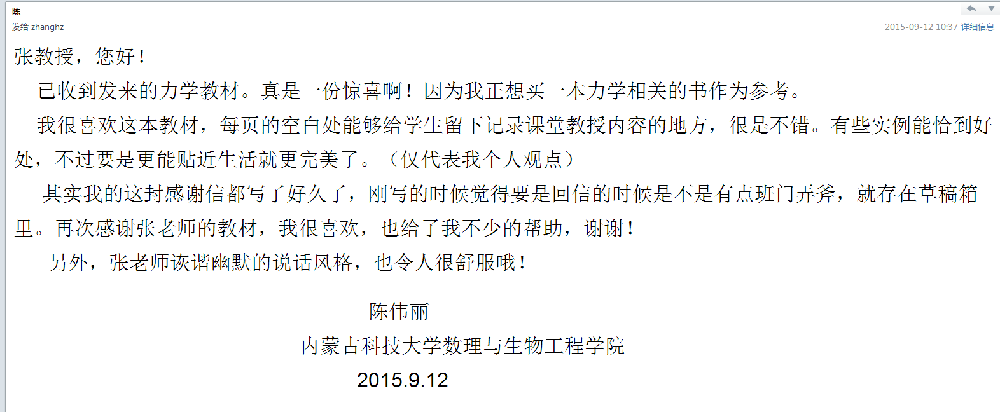 陈
发给 zhanghz
2015-09-12 10:37 详细信息
张教授，您好！
已收到发来的力学教材。真是一份惊喜啊！因为我正想买一本力学相关的书作为参考。
我很喜欢这本教材，每页的空白处能够给学生留下记录课堂教授内容的地方，很是不错。有些实例能恰到好
处，不过要是更能贴近生活就更完美了。（仅代表我个人观点）
其实我的这封感谢信都写了好久了，刚写的时候觉得要是回信的时候是不是有点班门弄斧，就存在草稿箱
里。再次感谢张老师的教材，我很喜欢，也给了我不少的帮助，谢谢！
另外，张老师诙谐幽默的说话风格，也令人很舒服哦！
陈伟丽
内蒙古科技大学数理与生物工程学院
2015.9.12